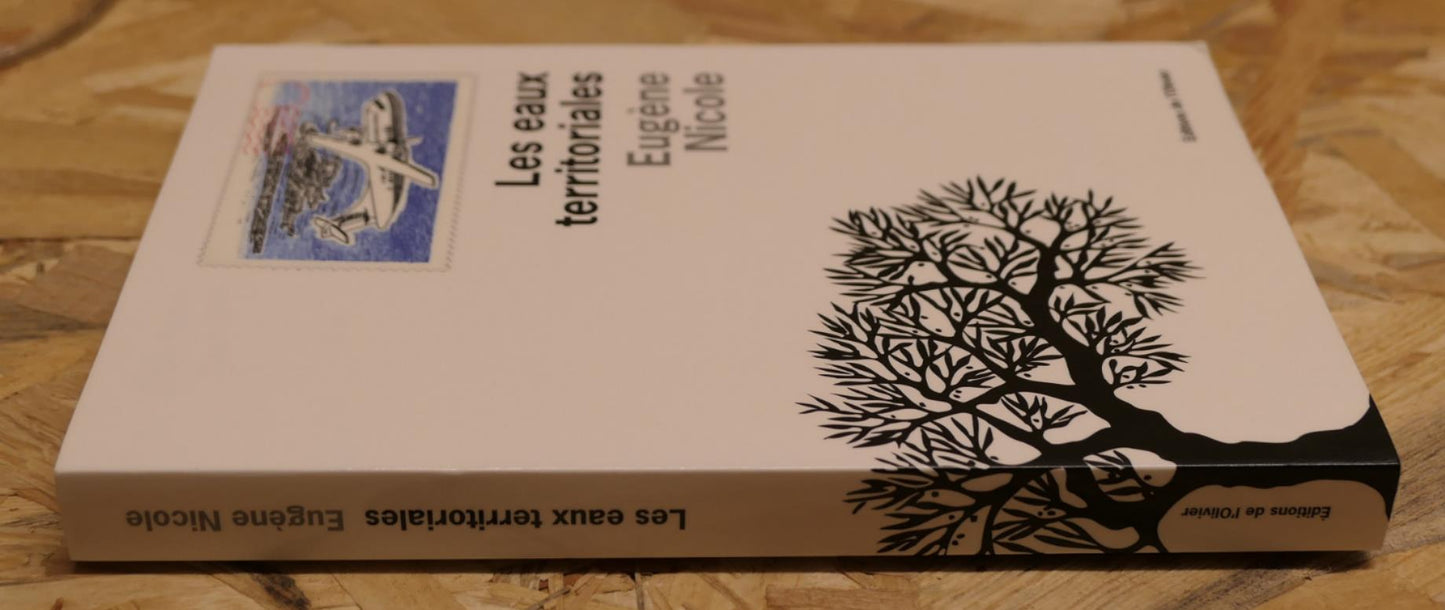 Les eaux
territoriales
Eugène
Nicole
Éditions de l'Olivier
Les eaux territoriales Eugène Nicole
Éditions de l'Olivier